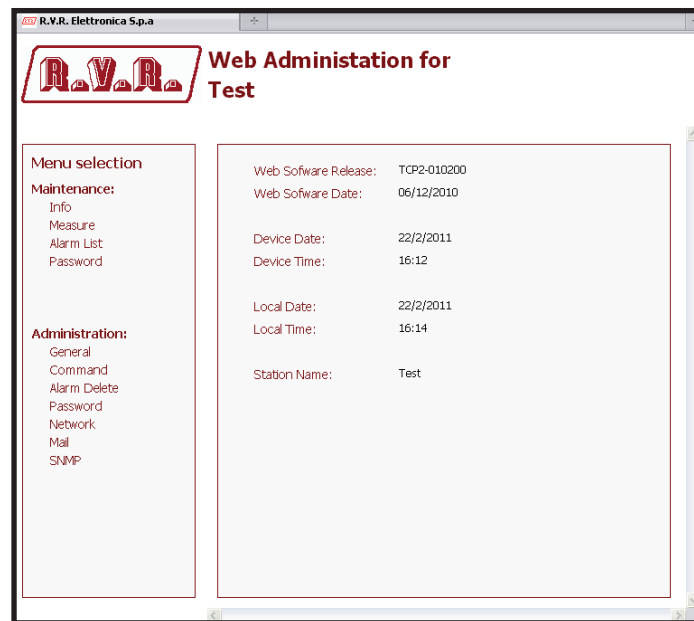 R.V.R. Elettronica S.p.a
R.V.R.
Web Administation for
Test
Menu selection
Maintenance:
Info
Measure
Alarm List
Password
Administration:
General
Command
Alarm Delete
Password
Network
Mail
SNMP
Web Sofware Release: TCP2-010200
Web Sofware Date: 06/12/2010
Device Date: 22/2/2011
Device Time: 16:12
Local Date: 22/2/2011
Local Time: 16:14
Station Name: Test